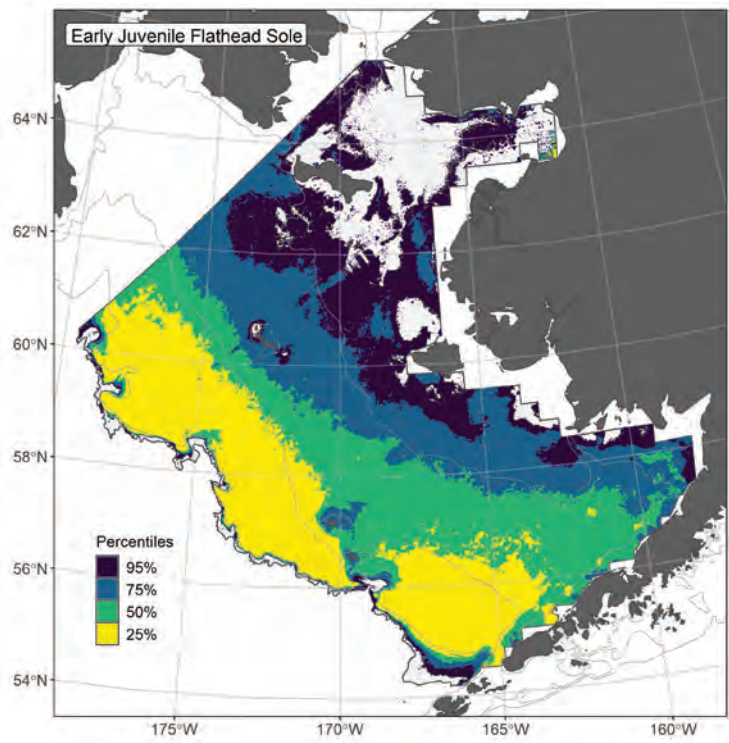 Early Juvenile Flathead Sole
64°N
62°N
60°N
58°N
56°N
54°N
Percentiles
95%
75%
50%
25%
175°W
170°W
165°W
160°W